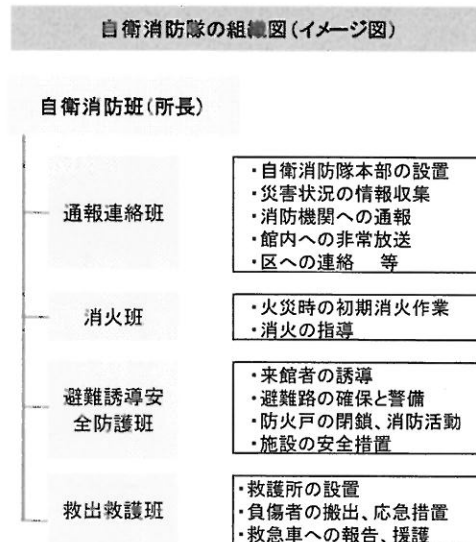 自衛消防隊の組織図(イメージ図)
自衛消防班(所長)
通報連絡班
・自衛消防隊本部の設置
・災害状況の情報収集
・消防機関への通報
・館内への非常放送
・区への連絡 等
消火班
・火災時の初期消火作業
・消火の指導
避難誘導安
全防護班
・来館者の誘導
・避難路の確保と警備
・防火戸の閉鎖、消防活動
・施設の安全措置
救出救護班
・救護所の設置
・負傷者の搬出、応急措置
・救急車への報告、援護